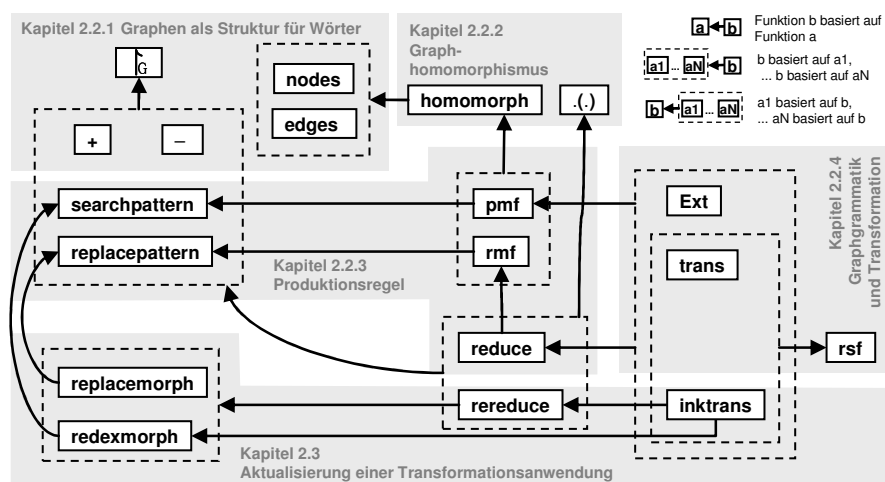 Kapitel 2.2.1 Graphen als Struktur für Wörter
G
+
–
nodes
edges
Kapitel 2.2.2
Graph-
homomorphismus
homomorph
.(.)
a
b
Funktion b basiert auf
Funktion a
a1 ... aN
b
b basiert auf a1,
... b basiert auf aN
b
a1 ... aN
a1 basiert auf b,
... aN basiert auf b
searchpattern
replacepattern
Kapitel 2.2.3
Produktionsregel
pmf
rmf
reduce
rereduce
Ext
trans
inktrans
rsf
Kapitel 2.2.4
Graphgrammatik
und Transformation
replacemorph
redexmorph
Kapitel 2.3
Aktualisierung einer Transformationsanwendung